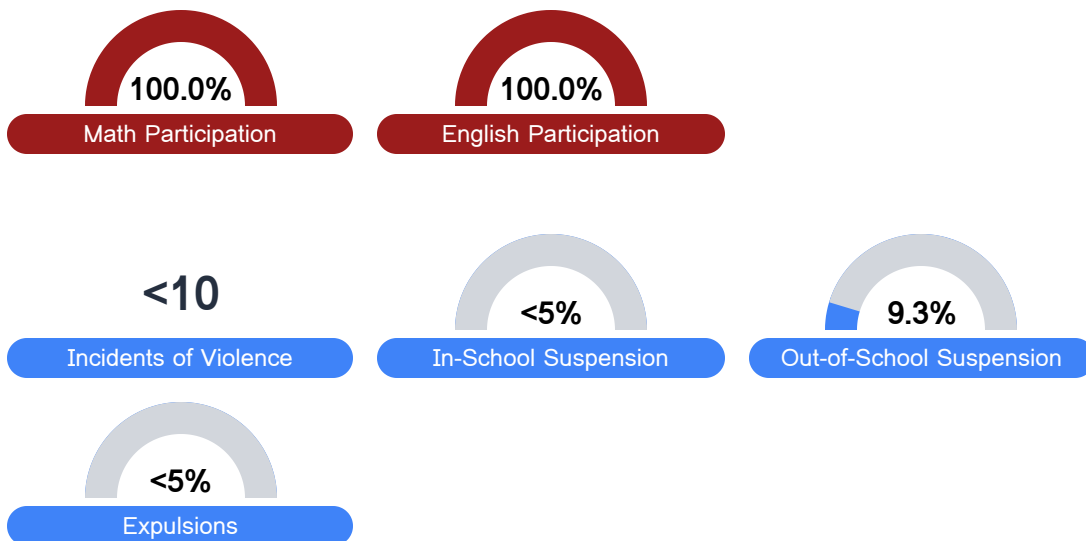 100.0%
Math Participation
100.0%
English Participation
<10
Incidents of Violence
<5%
In-School Suspension
9.3%
Out-of-School Suspension
<5%
Expulsions